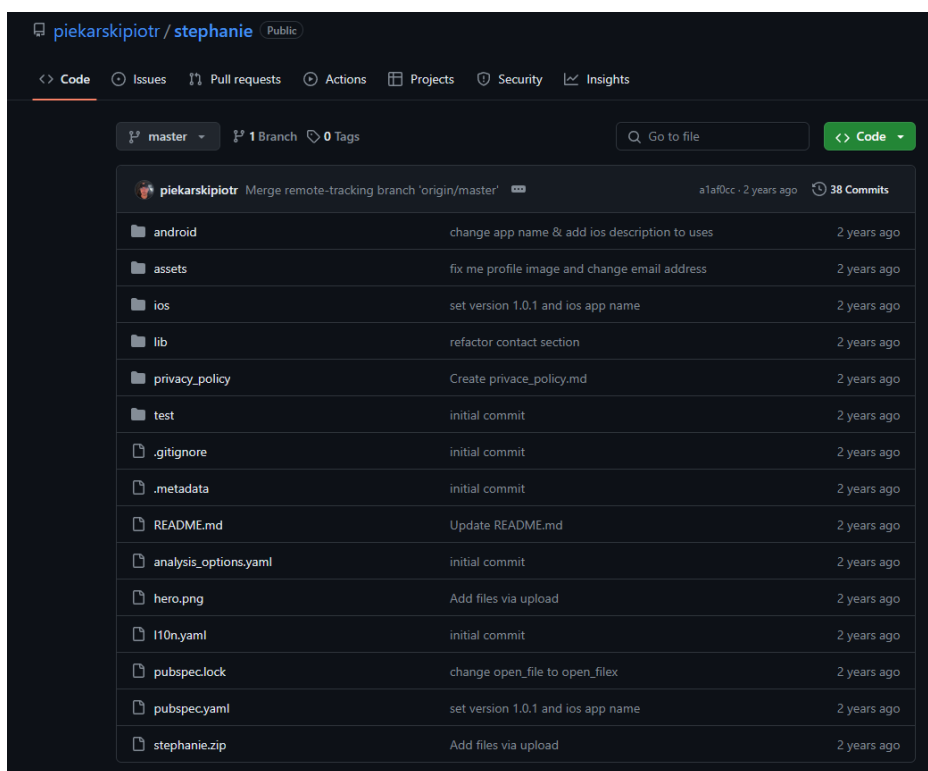 piekarskipiotr / stephanie Public
Code Issues Pull requests Actions Projects Security Insights
master 1 Branch 0 Tags Go to file Code
piekarskipiotr Merge remote-tracking branch 'origin/master' a1af0cc · 2 years ago 38 Commits
android change app name & add ios description to uses 2 years ago
assets fix me profile image and change email address 2 years ago
ios set version 1.0.1 and ios app name 2 years ago
lib refactor contact section 2 years ago
privacy_policy Create privace_policy.md 2 years ago
test initial commit 2 years ago
.gitignore initial commit 2 years ago
.metadata initial commit 2 years ago
README.md Update README.md 2 years ago
analysis_options.yaml initial commit 2 years ago
hero.png Add files via upload 2 years ago
l10n.yaml initial commit 2 years ago
pubspec.lock change open_file to open_filex 2 years ago
pubspec.yaml set version 1.0.1 and ios app name 2 years ago
stephanie.zip Add files via upload 2 years ago